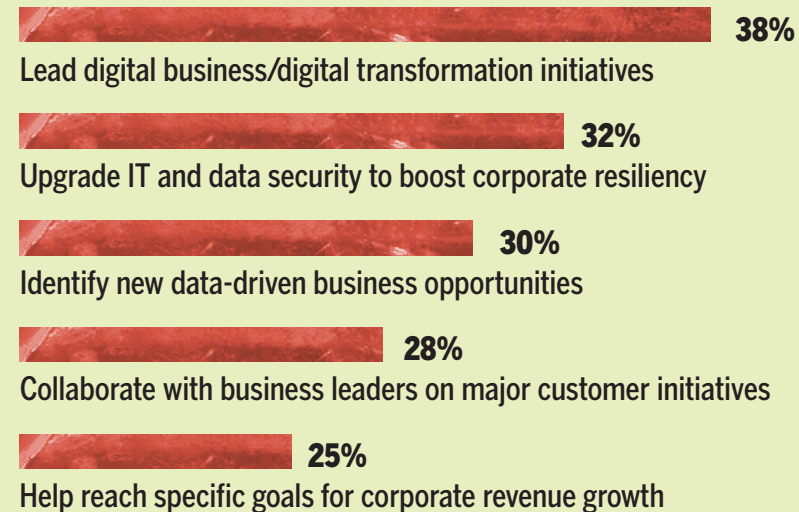 38%
Lead digital business/digital transformation initiatives
32%
Upgrade IT and data security to boost corporate resiliency
30%
Identify new data-driven business opportunities
28%
Collaborate with business leaders on major customer initiatives
25%
Help reach specific goals for corporate revenue growth